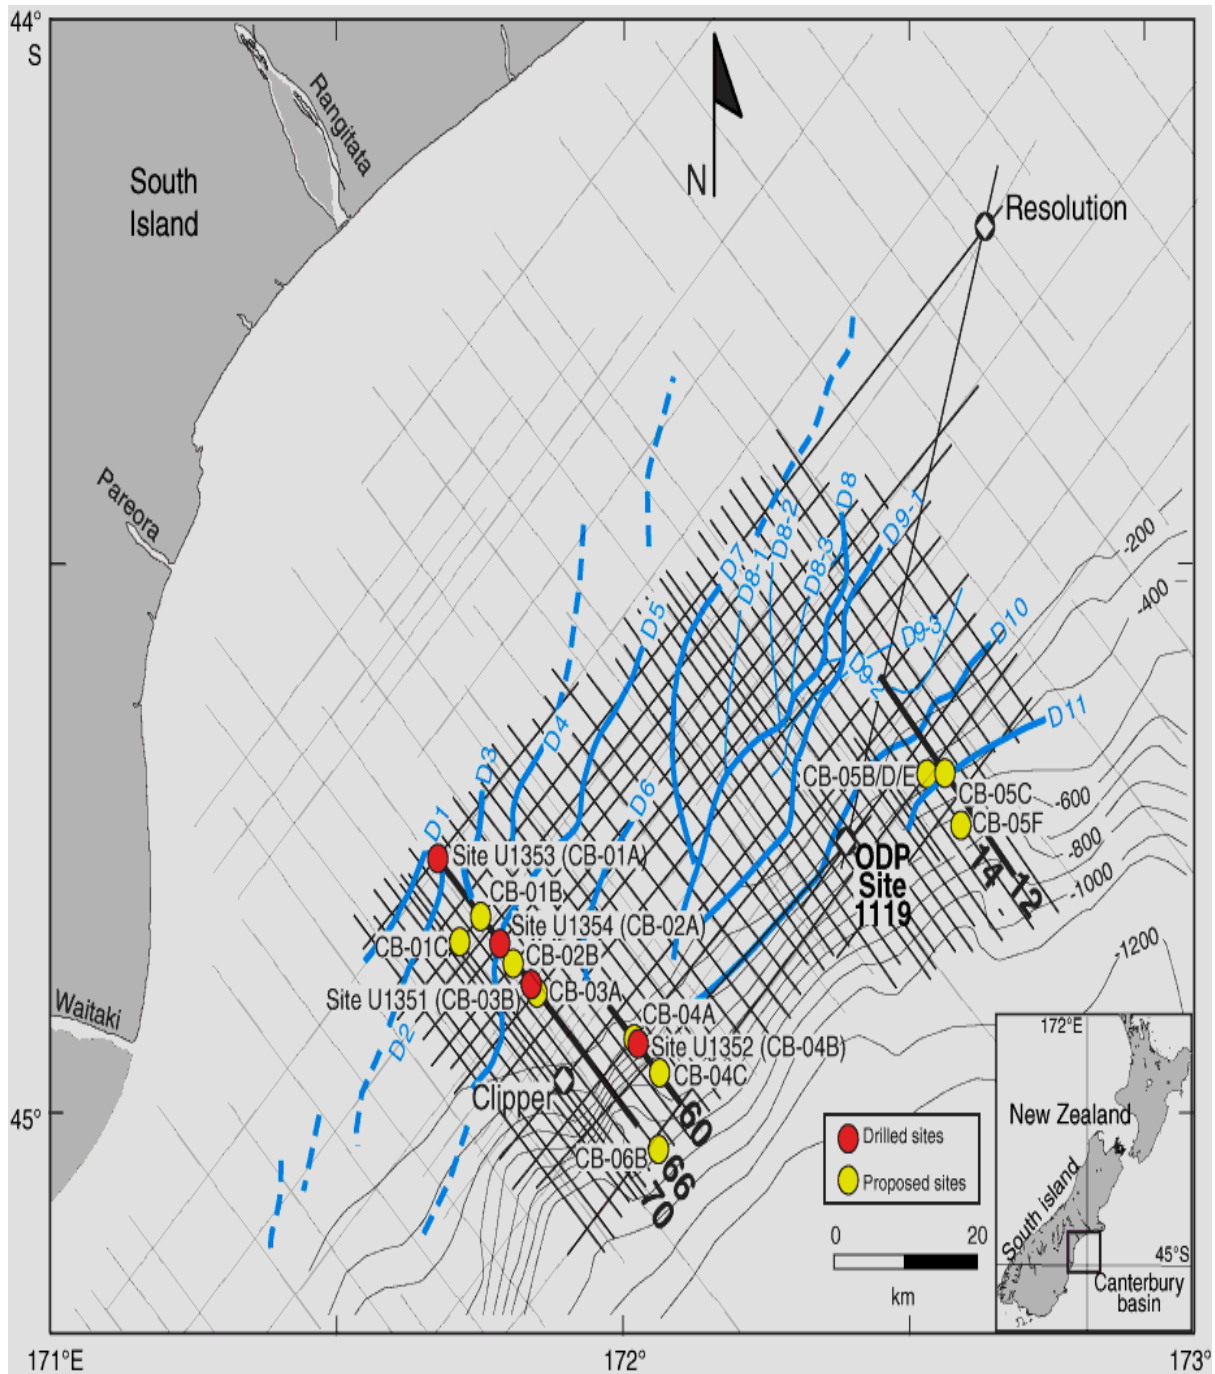 44°
S
Rangitata
South
Island
N
Resolution
Pareora
-200
-400
D8
D9-1
D8-2
D7
D8-1
D8-3
D5
D10
D9-3
D9-2
D11
D4
D3
D6
D1
CB-05B/D/E
CB-05C
-600
CB-05F
-800
14
12
-1000
ODP
Site
1119
Site U1353 (CB-01A)
CB-01B
Site U1354 (CB-02A)
CB-01C
CB-02B
-1200
Site U1351 (CB-03B)
CB-03A
Waitaki
D2
CB-04A
Site U1352 (CB-04B)
CB-04C
Clipper
60
45°
CB-06B
66
70
172°E
New Zealand
South island
45°S
Canterbury
basin
Drilled sites
Proposed sites
0
20
km
171°E
172°
173°